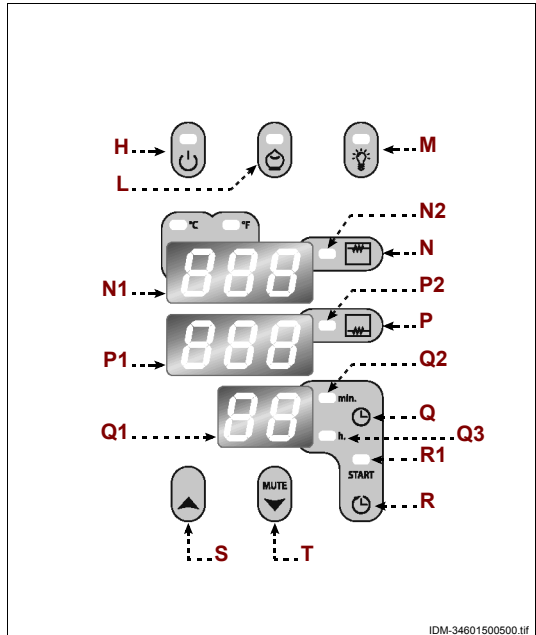 H
L
M
N2
°C °F
N
888
N1
P2
888
P
P1
Q2
min.
88
Q
Q1
h.
Q3
R1
START
MUTE
R
S
T
IDM-34601500500.tif